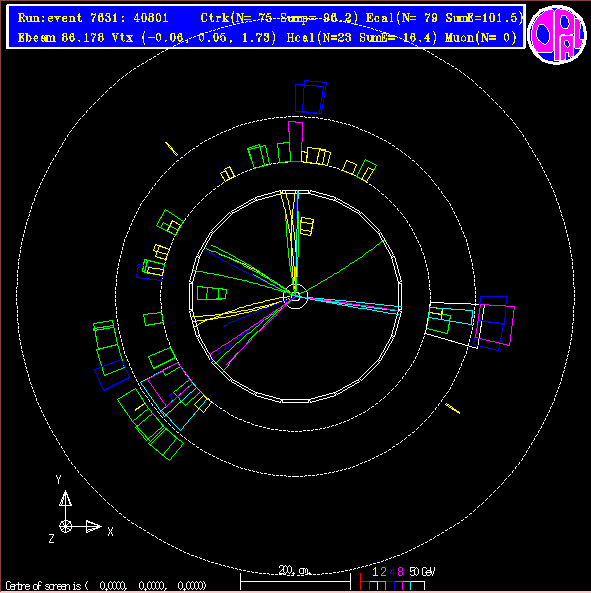 Run:event 7631: 40801 Ctrk(N= 75 Sump= 96.2) Ecal(N= 79 SumE=101.5)
Ebeam 86.178 Vtx (-0.06, 0.05, 1.73) Hcal(N=23 SumE= 16.4) Muon(N= 0)
OPAL
Y
X
Z
200. cm.
1 2 4 8 50 GeV
Centre of screen is ( 0.0000, 0.0000, 0.0000)